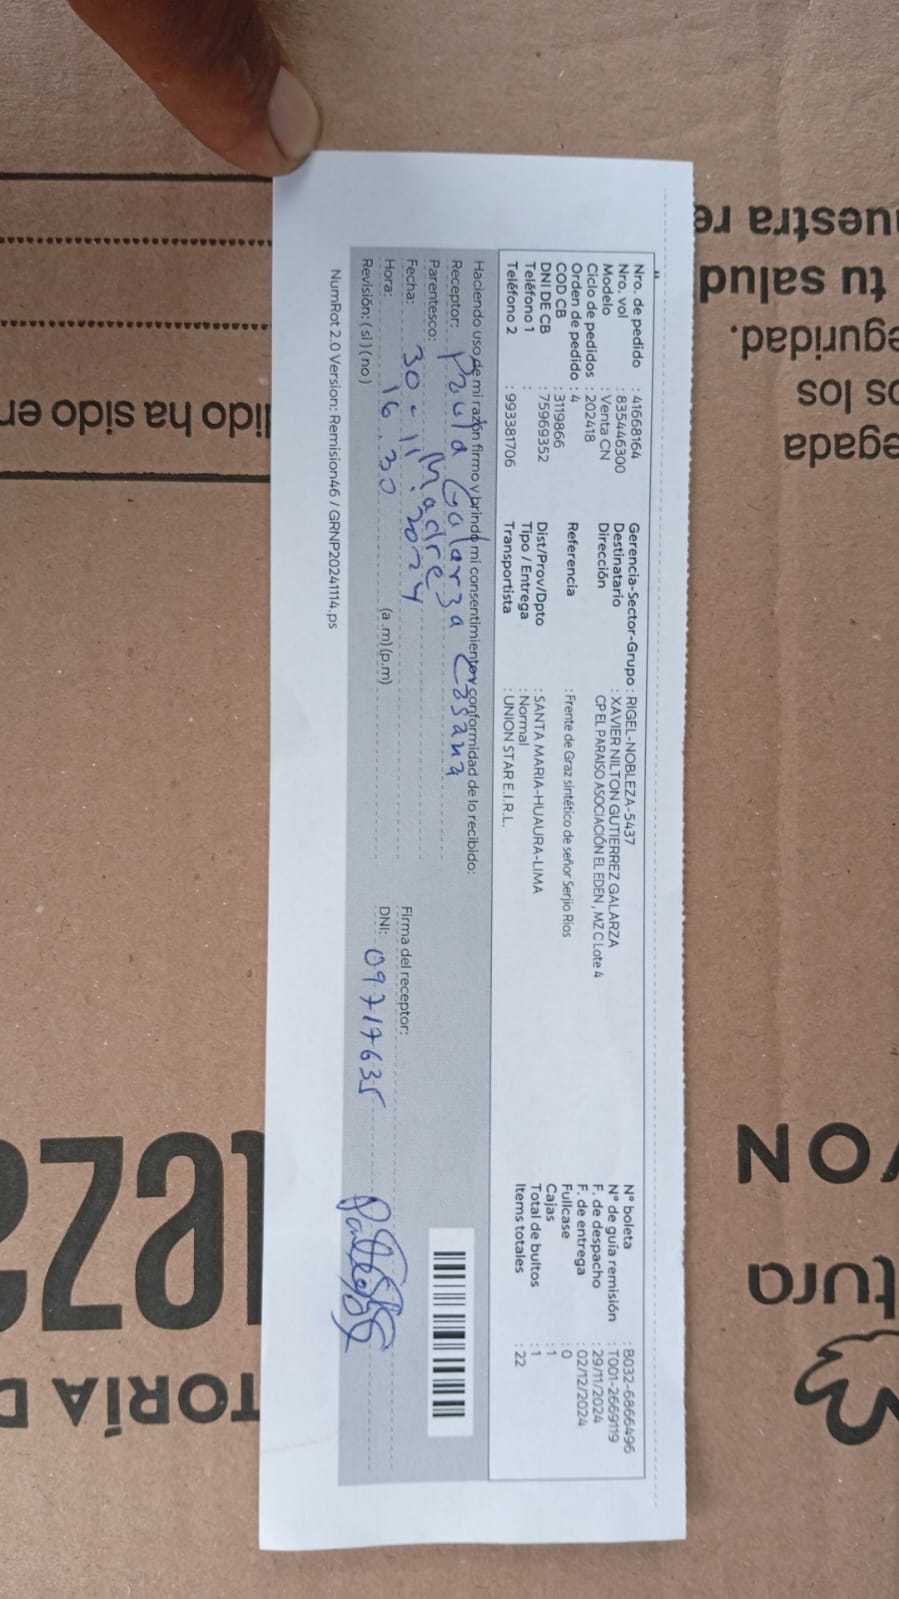 Nro. de pedido : 41668164
Nro. vol : 835446300
Modelo : Venta CN
Ciclo de pedidos : 202418
Orden de pedido : 4
COD CB : 3119866
DNI DE CB : 75969352
Teléfono 1 :
Teléfono 2 : 993381706
Gerencia-Sector-Grupo : RIGEL-NOBLEZA-5437
Destinatario : XAVIER NILTON GUTIERREZ GALARZA
Dirección CP EL PARAISO ASOCIACIÓN EL EDEN , MZ C Lote 4
Referencia : Frente de Graz sintético de señor Serjio Rios
Dist/Prov/Dpto : SANTA MARIA-HUAURA-LIMA
Tipo / Entrega : Normal
Transportista : UNION STAR E.I.R.L.
N° boleta : B032-6866496
N° de guía remisión : T001-2669119
F. de despacho : 29/11/2024
F. de entrega : 02/12/2024
Fullcase : 0
Cajas : 1
Total de bultos : 1
Items totales : 22
Haciendo uso de mi razón firmo y brindo mi consentimiento y conformidad de lo recibido:
Receptor: Paula Galarza Casana
Parentesco: Madre
Fecha: 30-11-2024
Hora: 16.30 (a .m) (p.m)
Revisión: ( si ) ( no )
Firma del receptor:
DNI: 09717635
NumRot 2.0 Version: Remision46 / GRNP20241114.ps
uestra re
tu salud
eguridad.
os los
egada
dido ha sido en
VON
tura
teza
TORÍA D